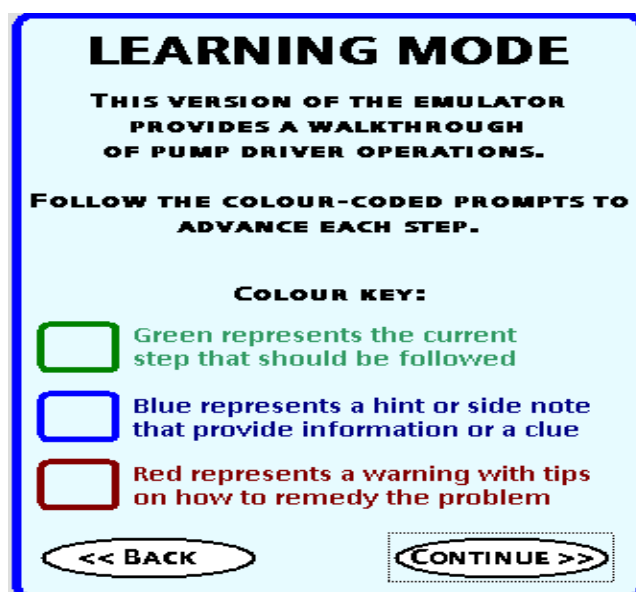 LEARNING MODE
THIS VERSION OF THE EMULATOR
PROVIDES A WALKTHROUGH
OF PUMP DRIVER OPERATIONS.
FOLLOW THE COLOUR-CODED PROMPTS TO
ADVANCE EACH STEP.
COLOUR KEY:
Green represents the current
step that should be followed
Blue represents a hint or side note
that provide information or a clue
Red represents a warning with tips
on how to remedy the problem
<< BACK
CONTINUE >>